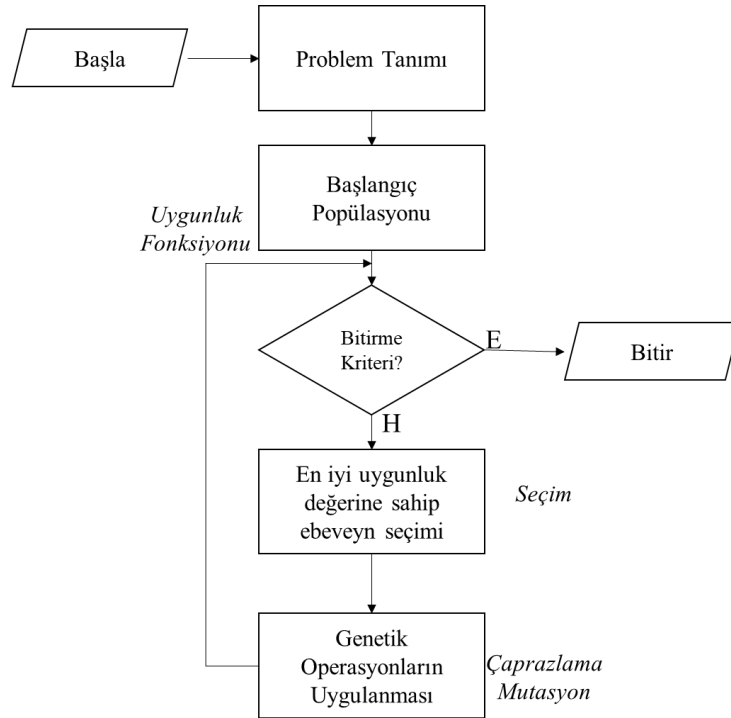 Başla
Problem Tanımı
Başlangıç
Popülasyonu
Uygunluk
Fonksiyonu
Bitirme
Kriteri?
E
Bitir
H
En iyi uygunluk
değerine sahip
ebeveyn seçimi
Seçim
Genetik
Operasyonların
Uygulanması
Çaprazlama
Mutasyon